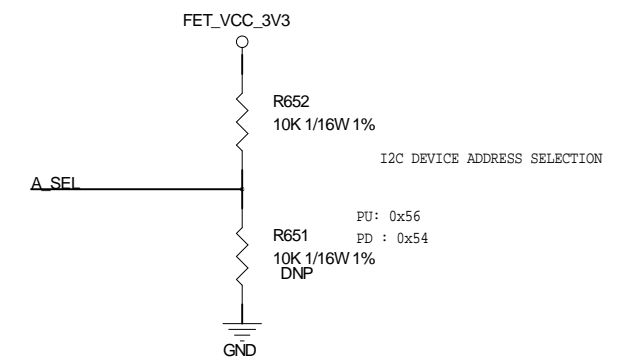 FET_VCC_3V3
R652
10K 1/16W 1%
I2C DEVICE ADDRESS SELECTION
A_SEL
PU: 0x56
R651
PD : 0x54
10K 1/16W 1%
DNP
GND